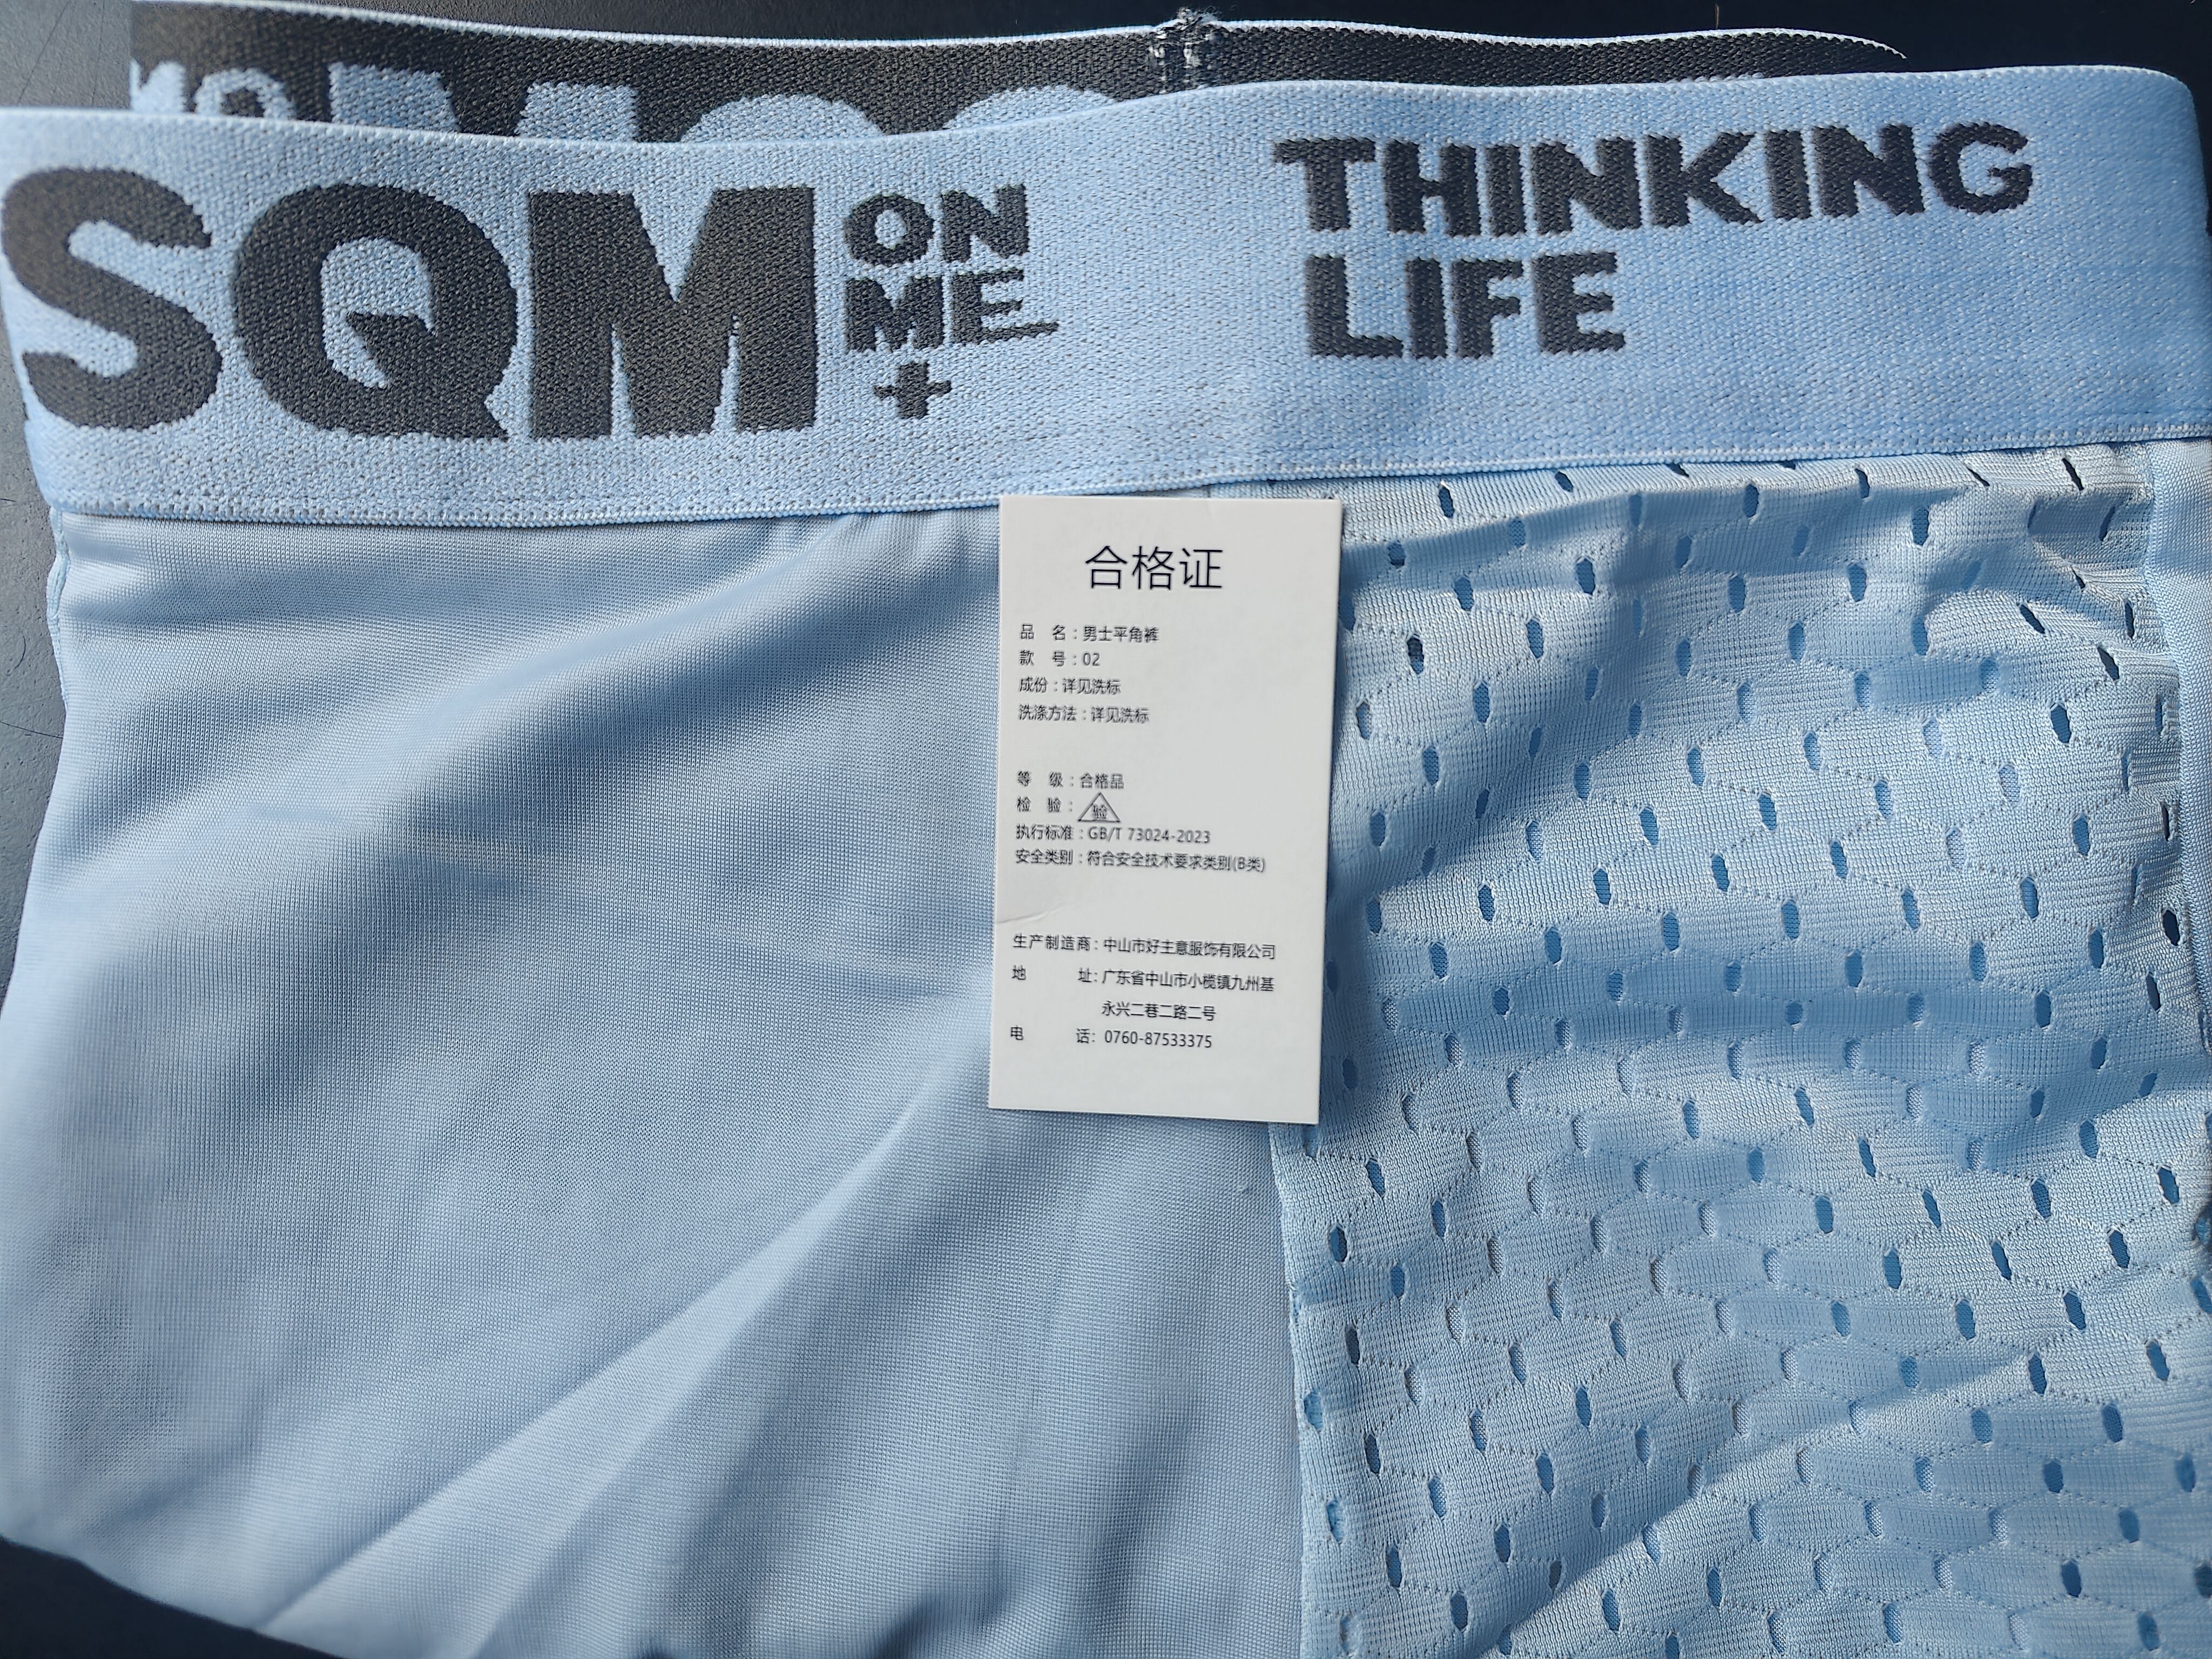 SQM ON
ME
+
THINKING
LIFE
合格证
品 名：男士平角裤
款 号：02
成份：详见洗标
洗涤方法：详见洗标
等 级：合格品
检 验：验
执行标准：GB/T 73024-2023
安全类别：符合安全技术要求类别(B类)
生产制造商：中山市好主意服饰有限公司
地 址：广东省中山市小榄镇九州基
永兴二巷二路二号
电 话：0760-87533375